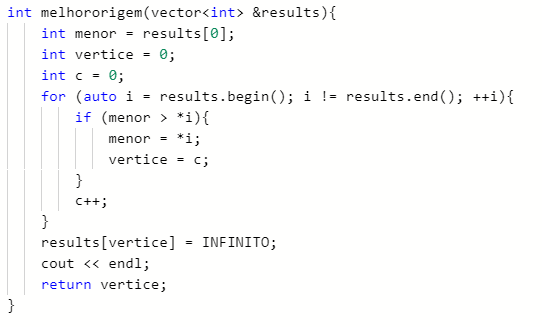 int melhororigem(vector<int> &results){
    int menor = results[0];
    int vertice = 0;
    int c = 0;
    for (auto i = results.begin(); i != results.end(); ++i){
        if (menor > *i){
            menor = *i;
            vertice = c;
        }
        c++;
    }
    results[vertice] = INFINITO;
    cout << endl;
    return vertice;
}